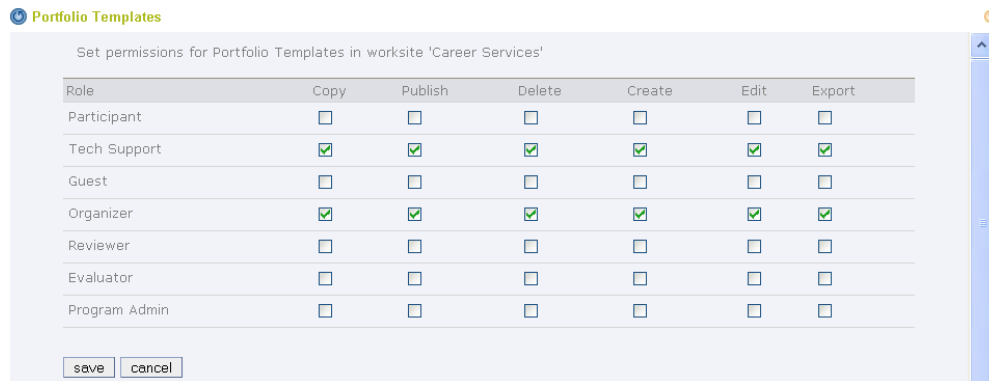 Portfolio Templates
Set permissions for Portfolio Templates in worksite 'Career Services'
Role Copy Publish Delete Create Edit Export
Participant
Tech Support
Guest
Organizer
Reviewer
Evaluator
Program Admin
save cancel